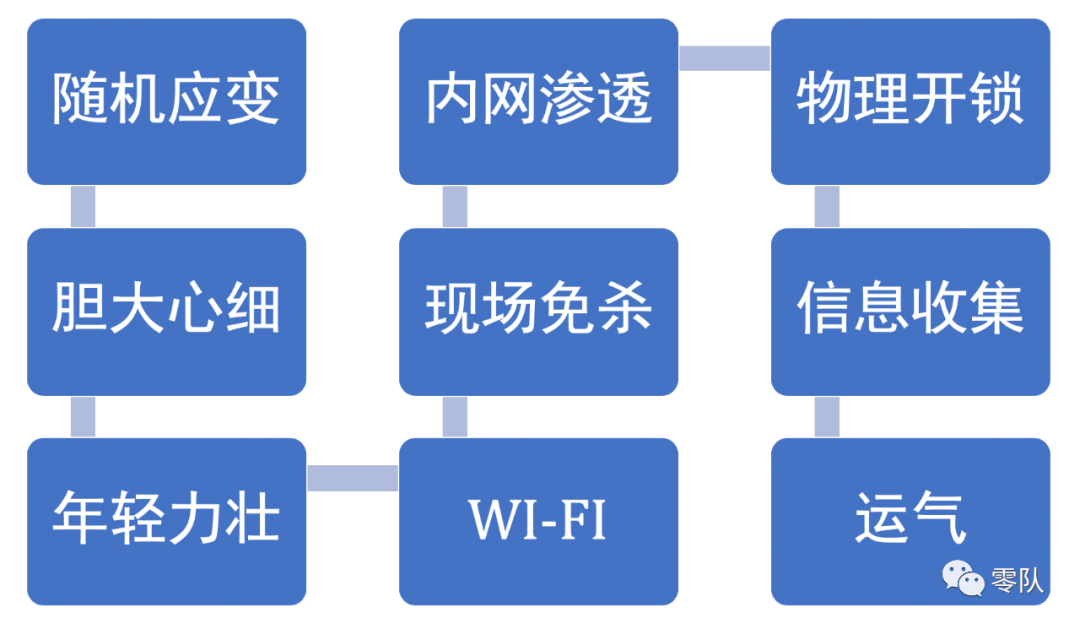 随机应变
胆大心细
年轻力壮
WI-FI
现场免杀
内网渗透
物理开锁
信息收集
运气
零队